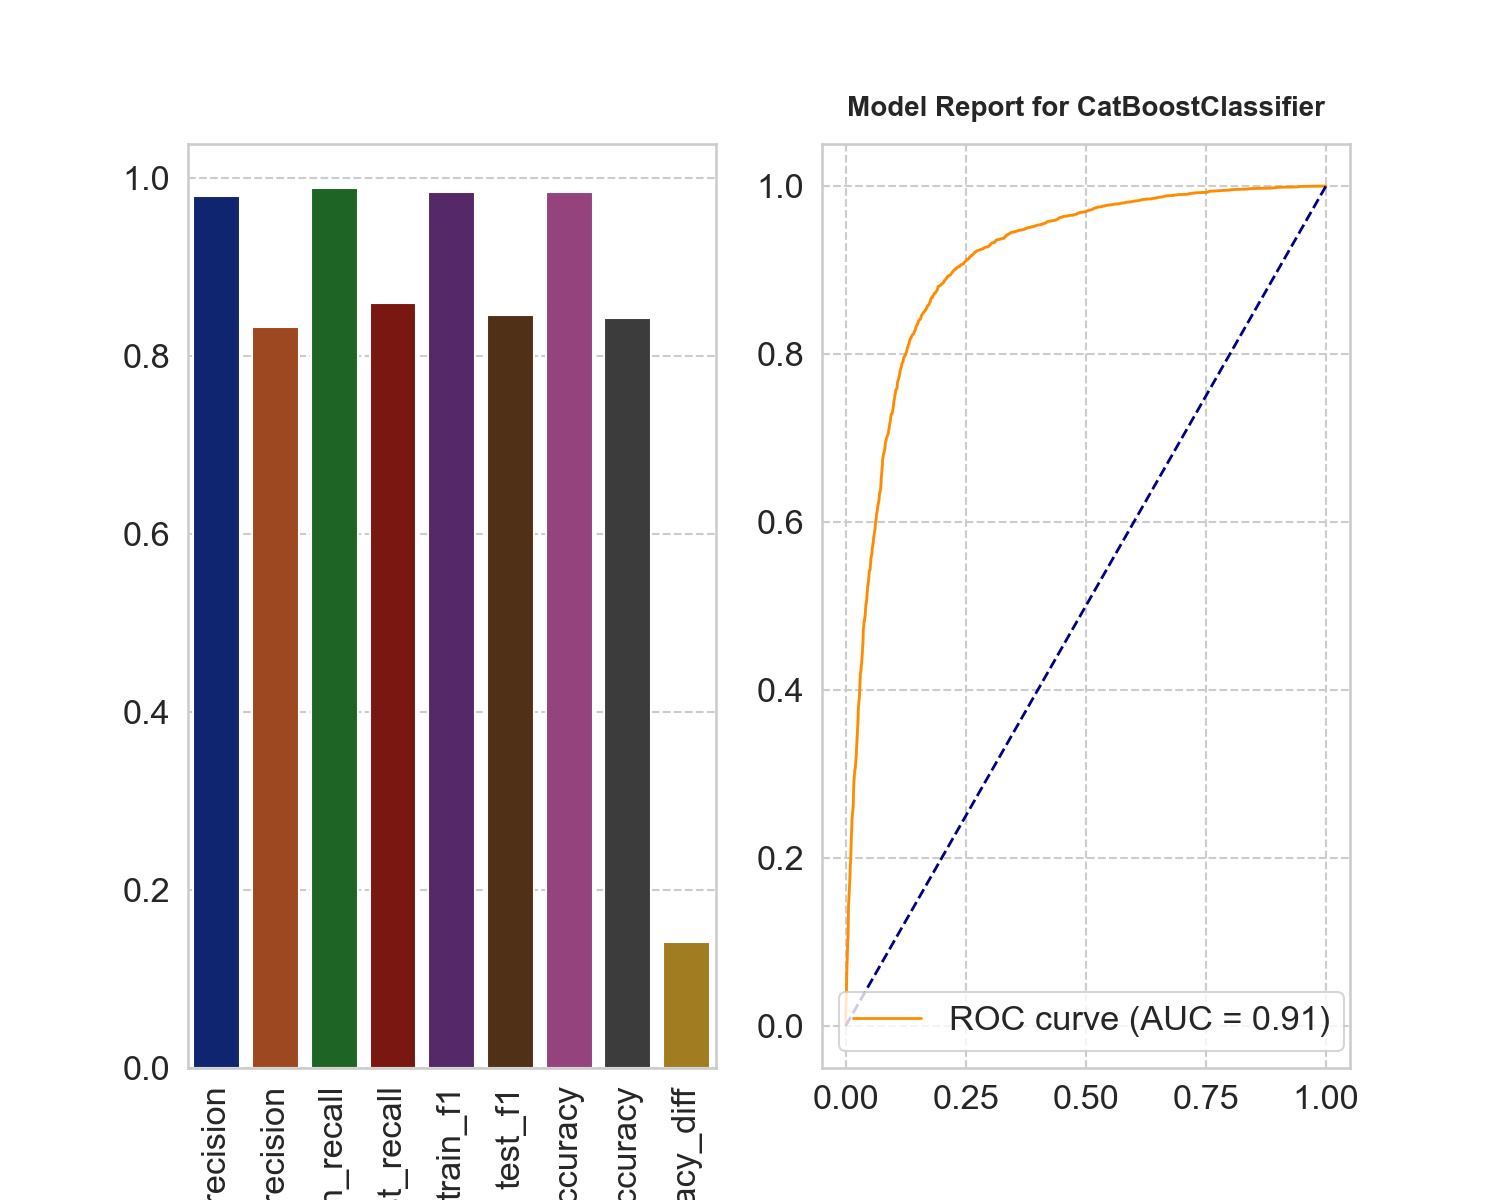 Model Report for CatBoostClassifier
1.0
0.8
0.6
0.4
0.2
0.0
recision
recision
n_recall
t_recall
train_f1
test_f1
ccuracy
ccuracy
acy_diff
1.0
0.8
0.6
0.4
0.2
0.0
ROC curve (AUC = 0.91)
0.00 0.25 0.50 0.75 1.00